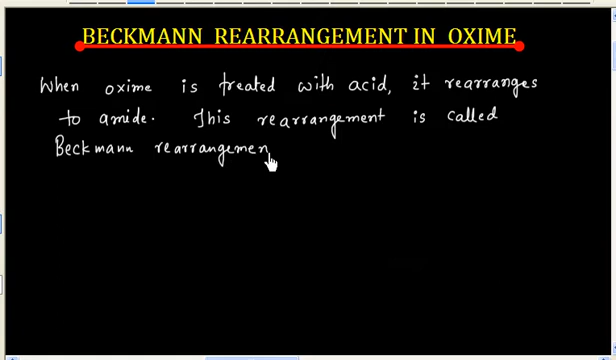 BECKMANN REARRANGEMENT IN OXIME
When oxime is treated with acid, it rearranges
to amide. This rearrangement is called
Beckmann rearrangemen